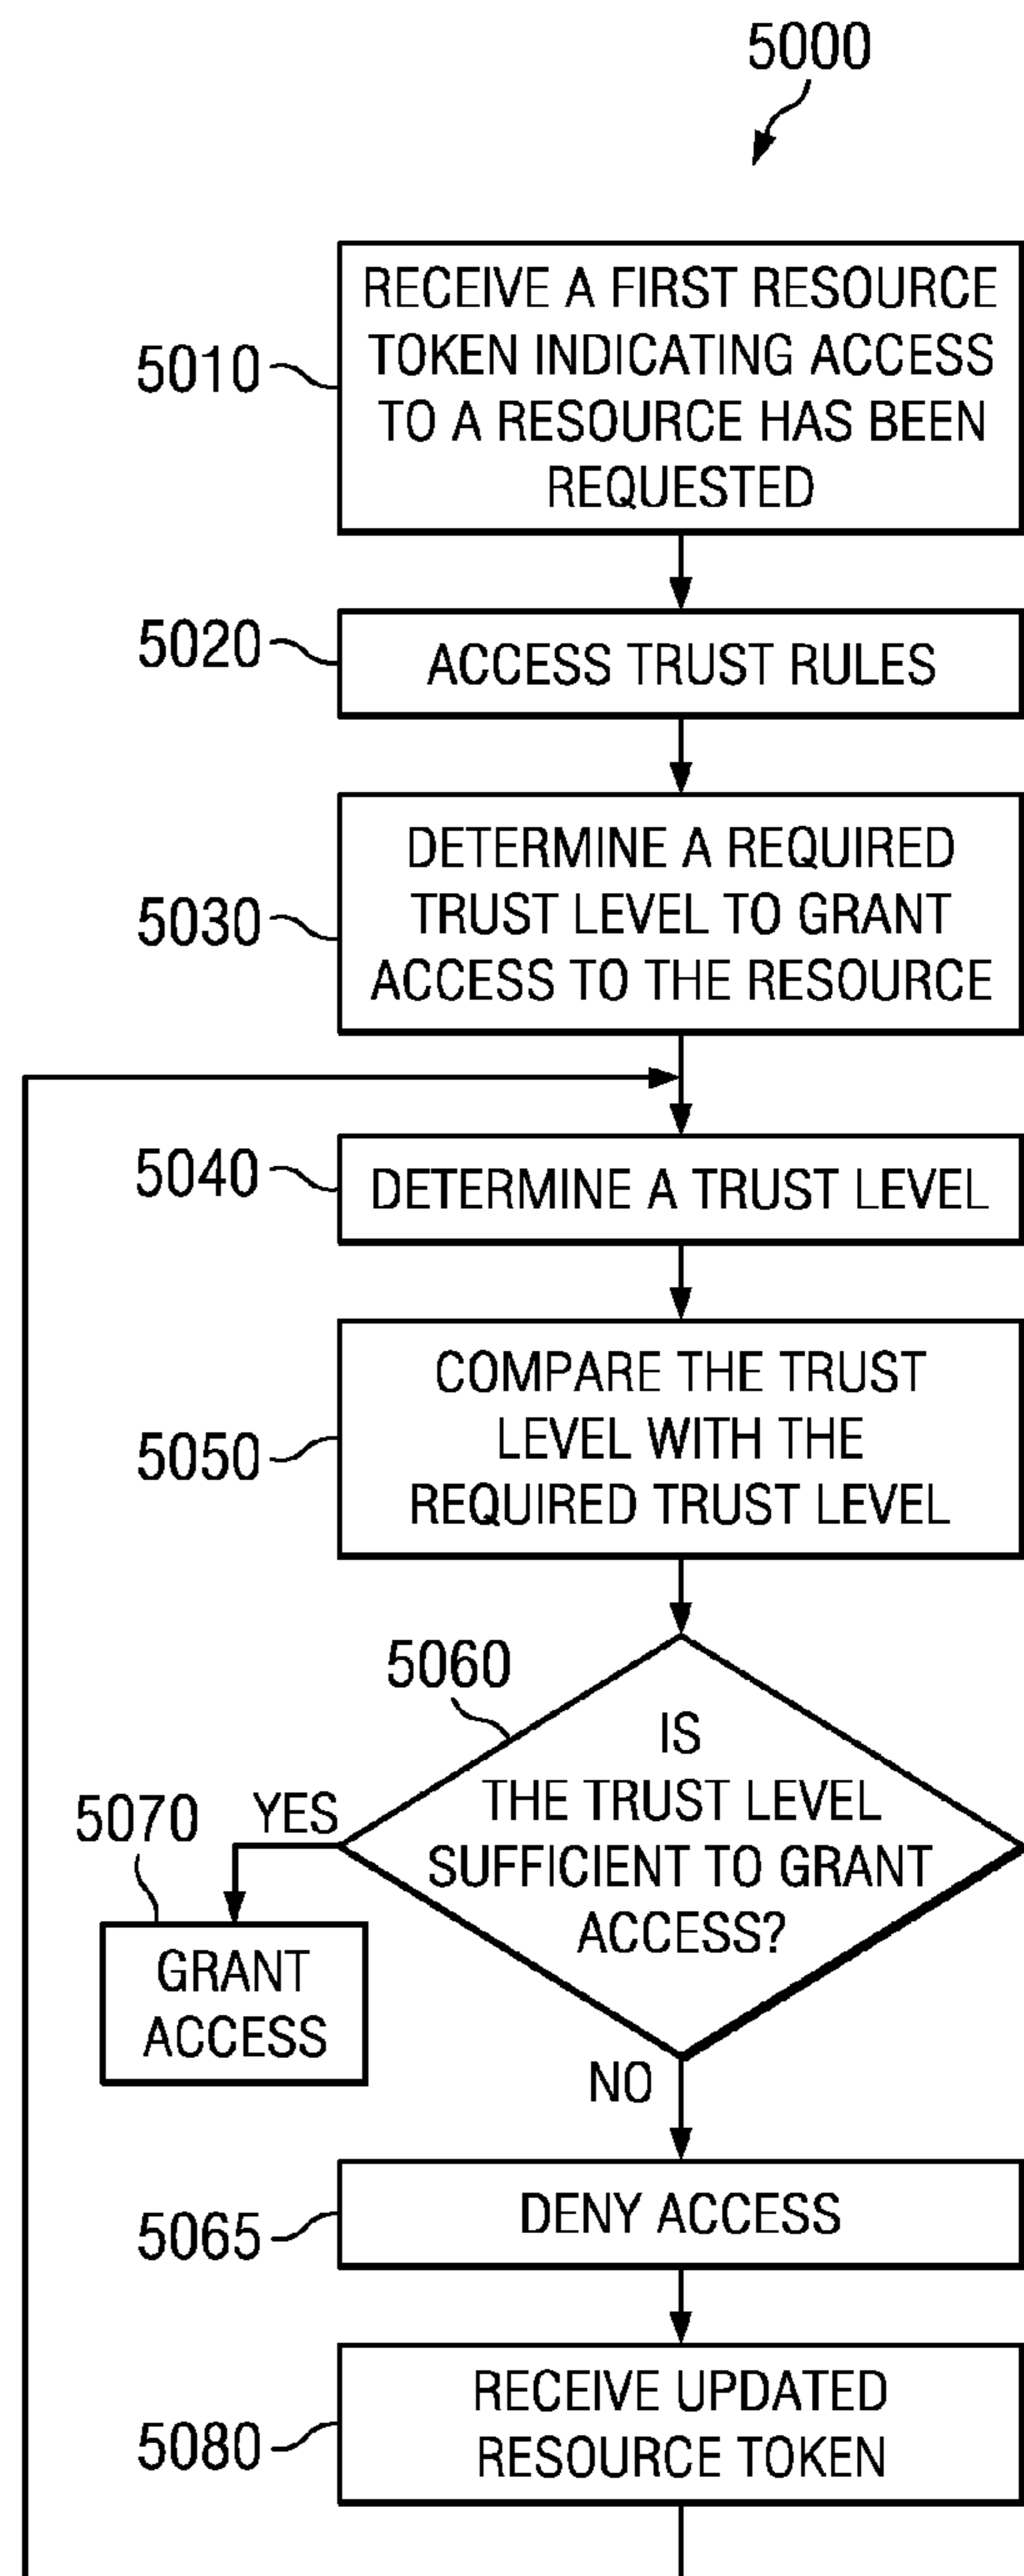 5000
5010
RECEIVE A FIRST RESOURCE
TOKEN INDICATING ACCESS
TO A RESOURCE HAS BEEN
REQUESTED
5020
ACCESS TRUST RULES
5030
DETERMINE A REQUIRED
TRUST LEVEL TO GRANT
ACCESS TO THE RESOURCE
5040
DETERMINE A TRUST LEVEL
5050
COMPARE THE TRUST
LEVEL WITH THE
REQUIRED TRUST LEVEL
5060
IS
THE TRUST LEVEL
SUFFICIENT TO GRANT
ACCESS?
YES
5070
GRANT
ACCESS
NO
5065
DENY ACCESS
5080
RECEIVE UPDATED
RESOURCE TOKEN